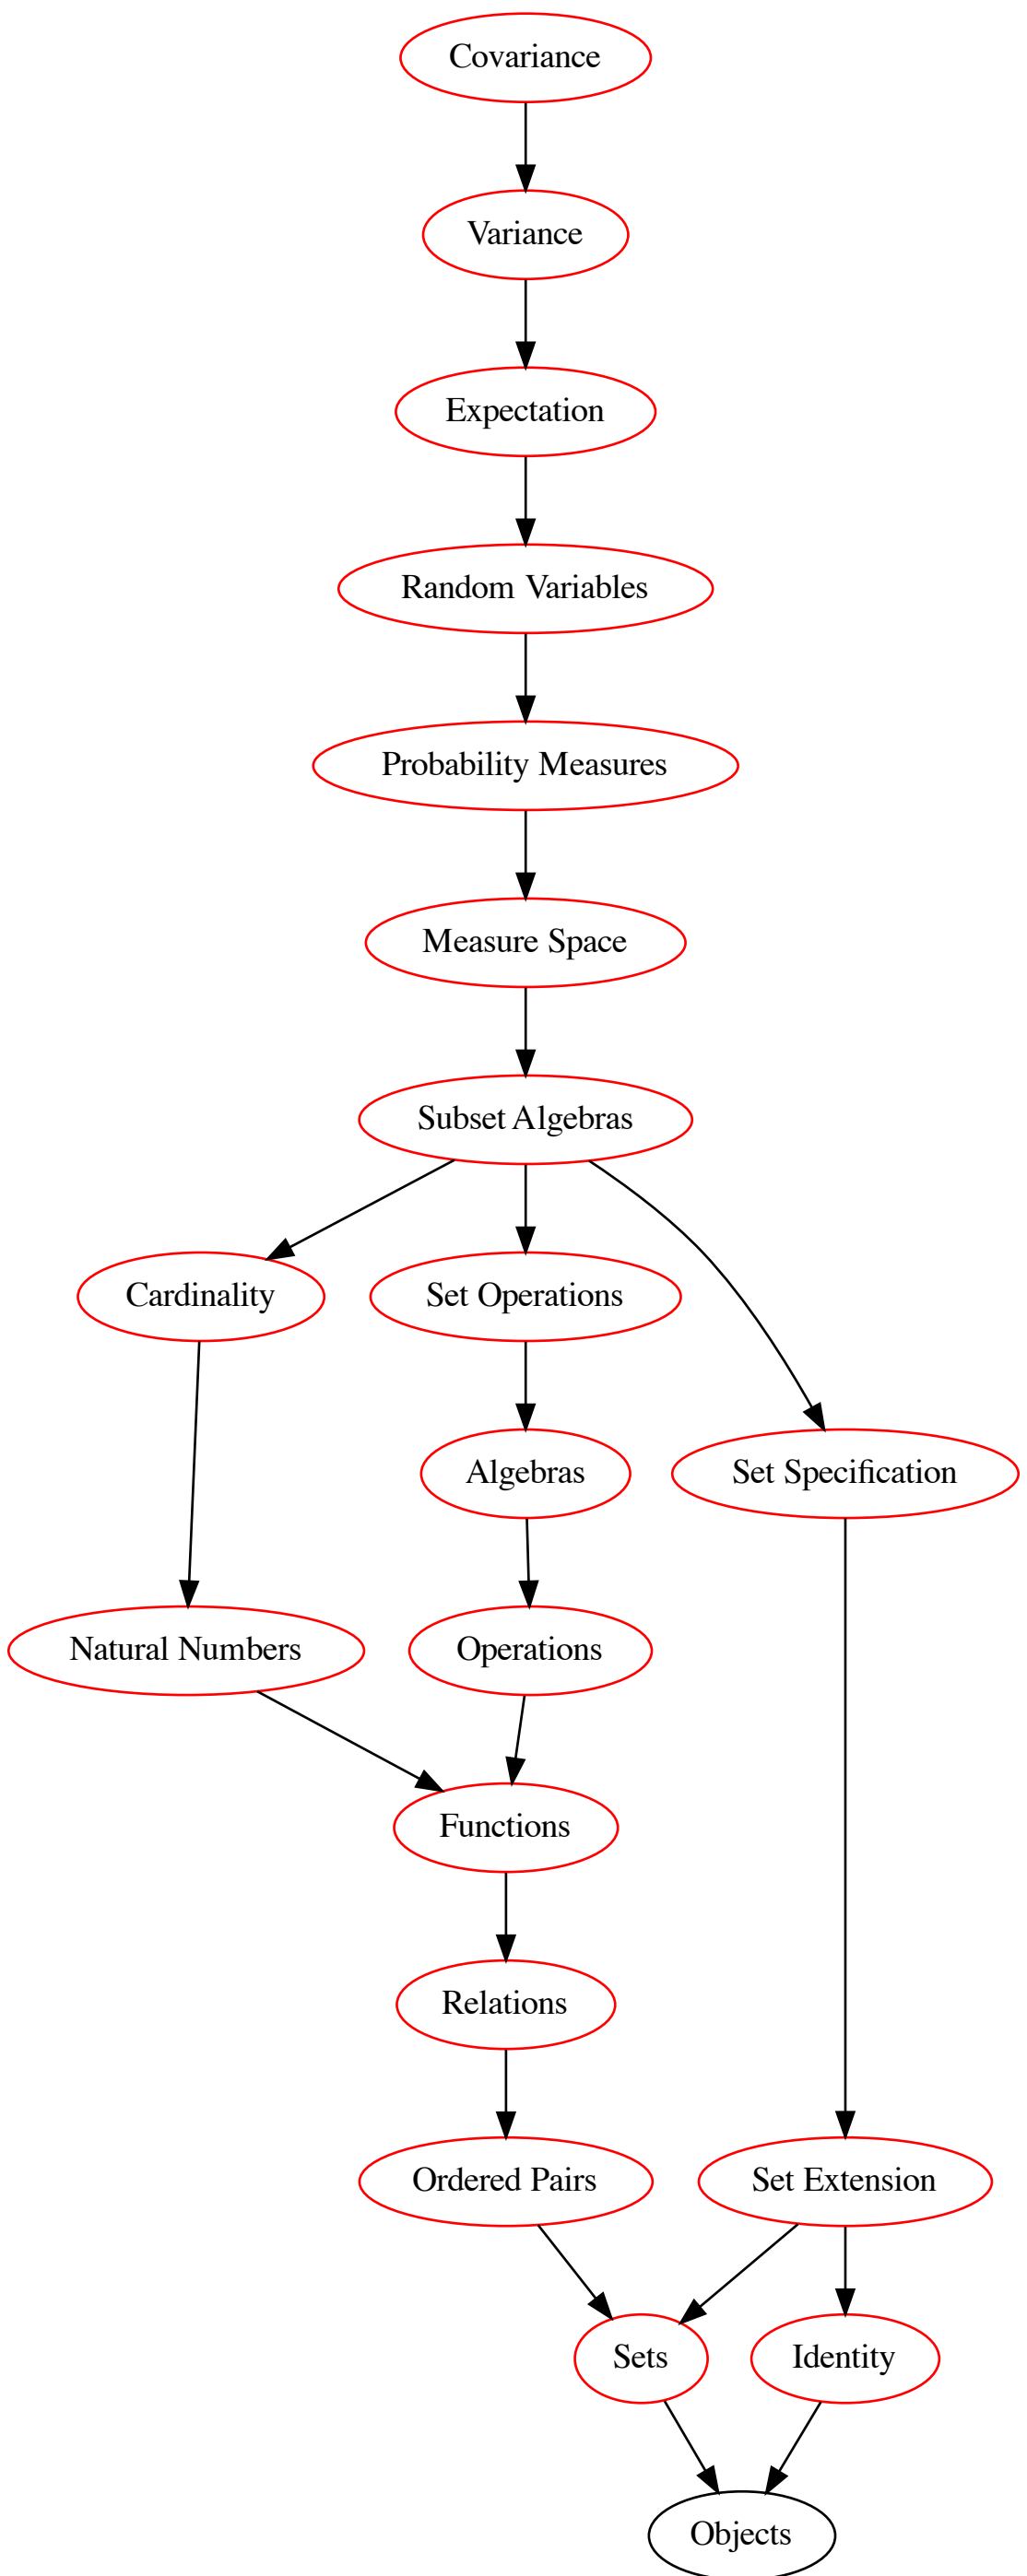 Covariance
Variance
Expectation
Random Variables
Probability Measures
Measure Space
Subset Algebras
Cardinality
Set Operations
Algebras
Set Specification
Natural Numbers
Operations
Functions
Relations
Ordered Pairs
Set Extension
Sets
Identity
Objects